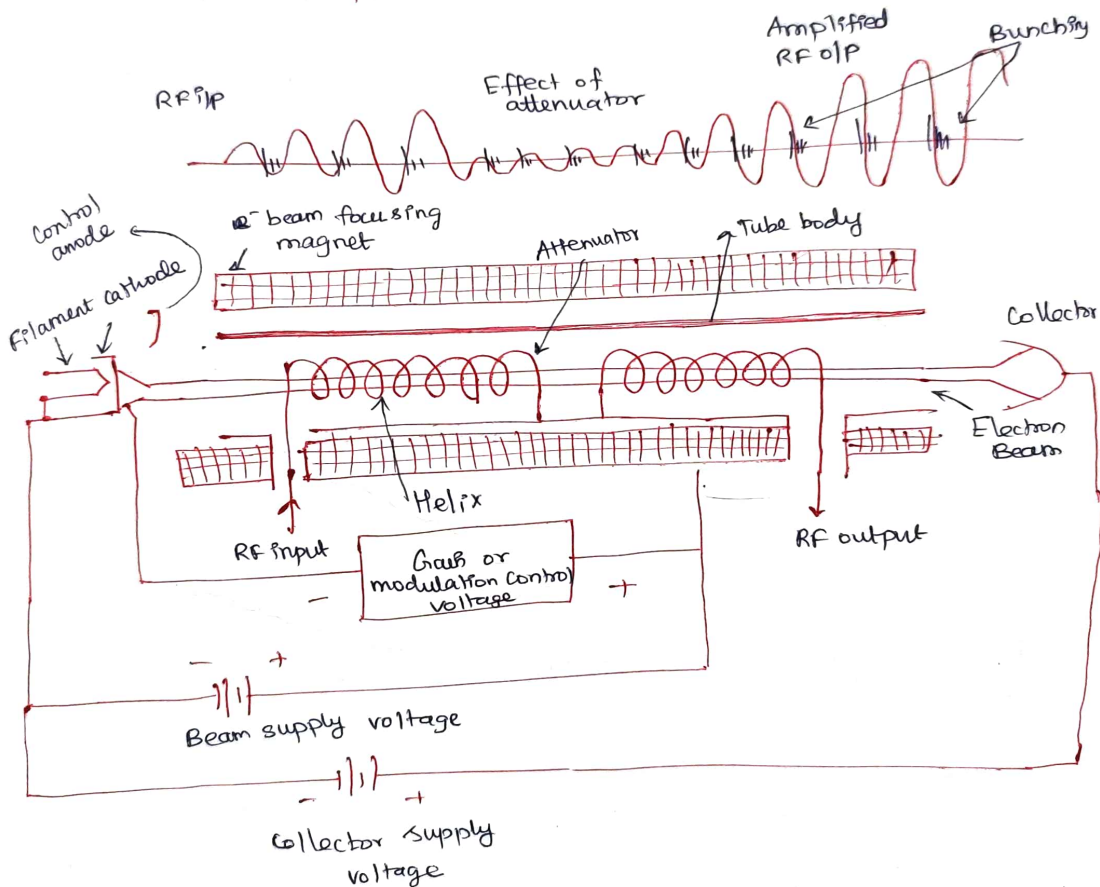 Amplified
RF O/P
Bunching
RF i/p
Effect of
attenuator
Control
anode
e⁻ beam focusing
magnet
Attenuator
Tube body
Filament cathode
Collector
Electron
Beam
Helix
RF input
RF output
Gain or
modulation control
voltage
-
+
- +
Beam supply voltage
- +
Collector supply
voltage